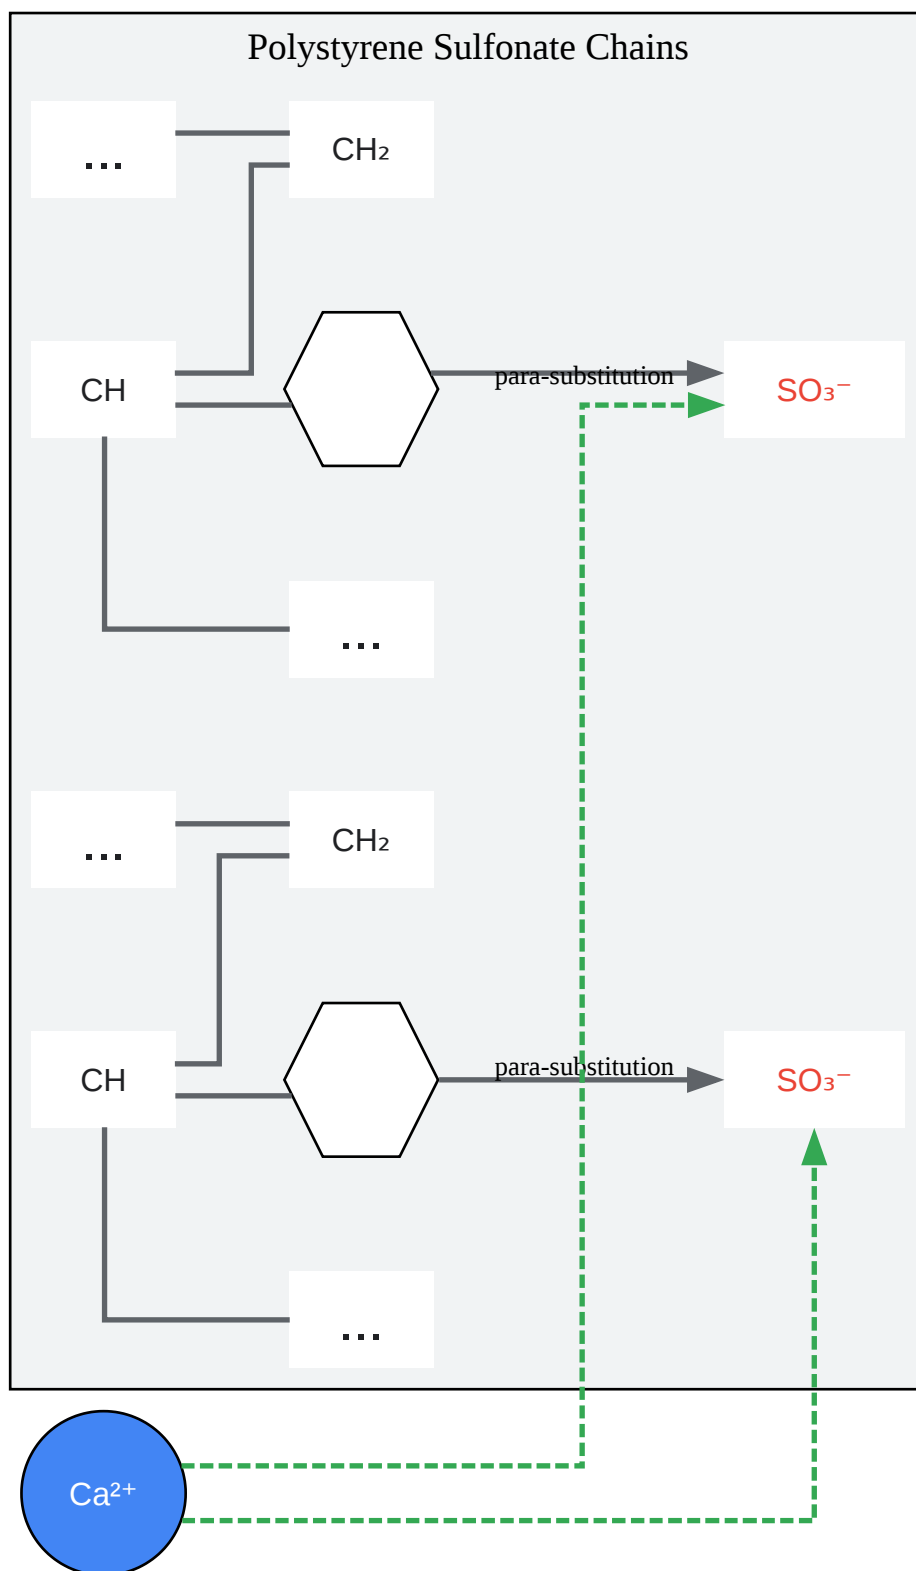 Polystyrene Sulfonate Chains
...
CH₂
CH
para-substitution
SO₃⁻
...
...
CH₂
CH
para-substitution
SO₃⁻
...
Ca²⁺